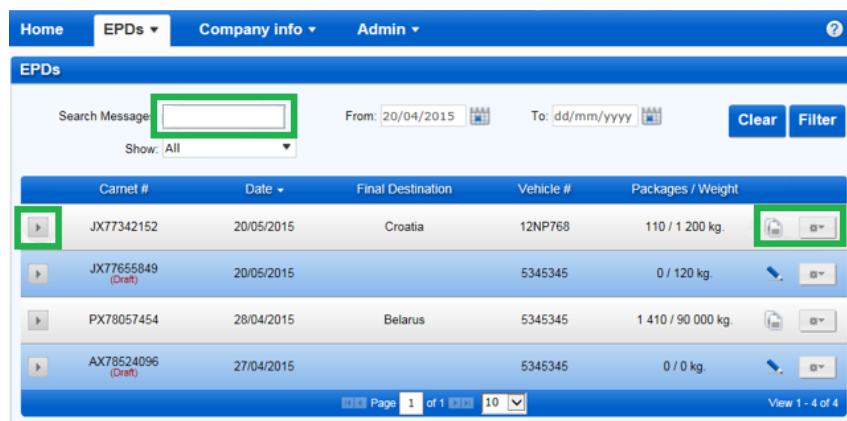 Home EPDs Company info Admin ?
EPDs
Search Message: From: 20/04/2015 To: dd/mm/yyyy Clear Filter
Show: All
Carnet # Date Final Destination Vehicle # Packages / Weight
JX77342152 20/05/2015 Croatia 12NP768 110 / 1 200 kg.
JX77655849 20/05/2015 5345345 0 / 120 kg.
(Draft)
PX78057454 28/04/2015 Belarus 5345345 1 410 / 90 000 kg.
AX78524096 27/04/2015 5345345 0 / 0 kg.
(Draft)
Page 1 of 1 10 View 1 - 4 of 4